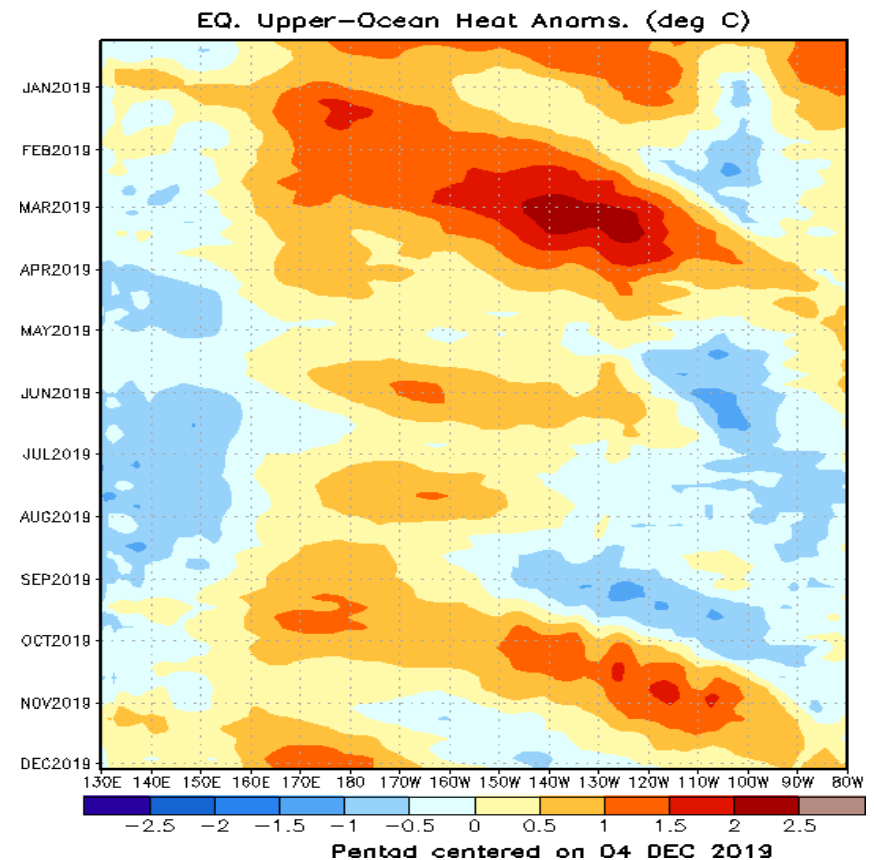 EQ. Upper-Ocean Heat Anoms. (deg C)
JAN2019
FEB2019
MAR2019
APR2019
MAY2019
JUN2019
JUL2019
AUG2019
SEP2019
OCT2019
NOV2019
DEC2019
130E 140E 150E 160E 170E 180 170W 160W 150W 140W 130W 120W 110W 100W 90W 80W
-2.5 -2 -1.5 -1 -0.5 0 0.5 1 1.5 2 2.5
Pentad centered on 04 DEC 2019